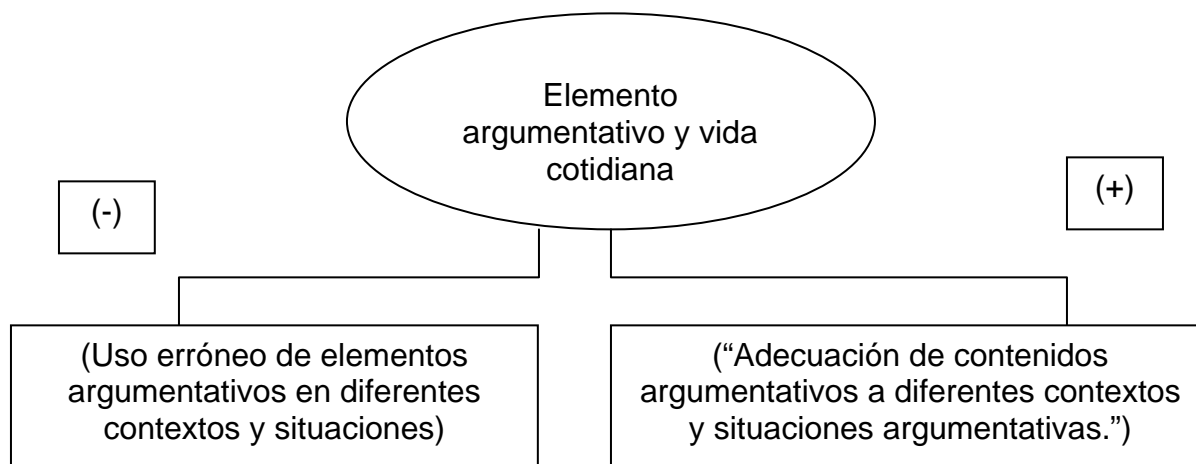 Elemento
argumentativo y vida
cotidiana
(-)
(+)
(Uso erróneo de elementos
argumentativos en diferentes
contextos y situaciones)
(“Adecuación de contenidos
argumentativos a diferentes contextos
y situaciones argumentativas.”)